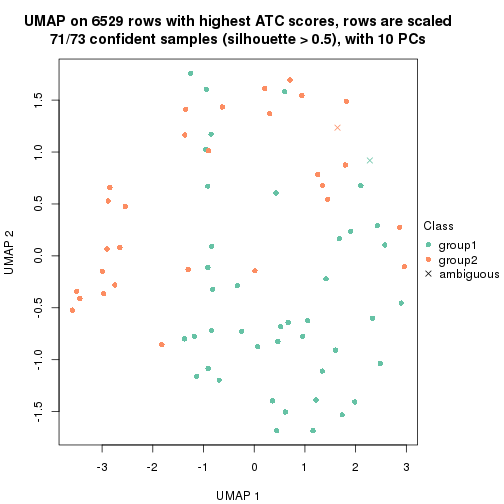 UMAP on 6529 rows with highest ATC scores, rows are scaled
71/73 confident samples (silhouette > 0.5), with 10 PCs
UMAP 2
1.5
1.0
0.5
0.0
-0.5
-1.0
-1.5
-3 -2 -1 0 1 2 3
UMAP 1
Class
group1
group2
ambiguous